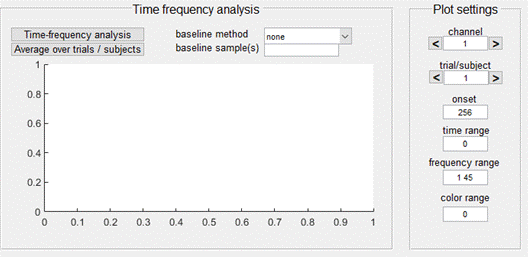 Time frequency analysis
Time-frequency analysis
Average over trials / subjects
baseline method none
baseline sample(s)
1
0.8
0.6
0.4
0.2
0
0 0.1 0.2 0.3 0.4 0.5 0.6 0.7 0.8 0.9 1
Plot settings
channel
< 1 >
trial/subject
< 1 >
onset
256
time range
0
frequency range
1 45
color range
0